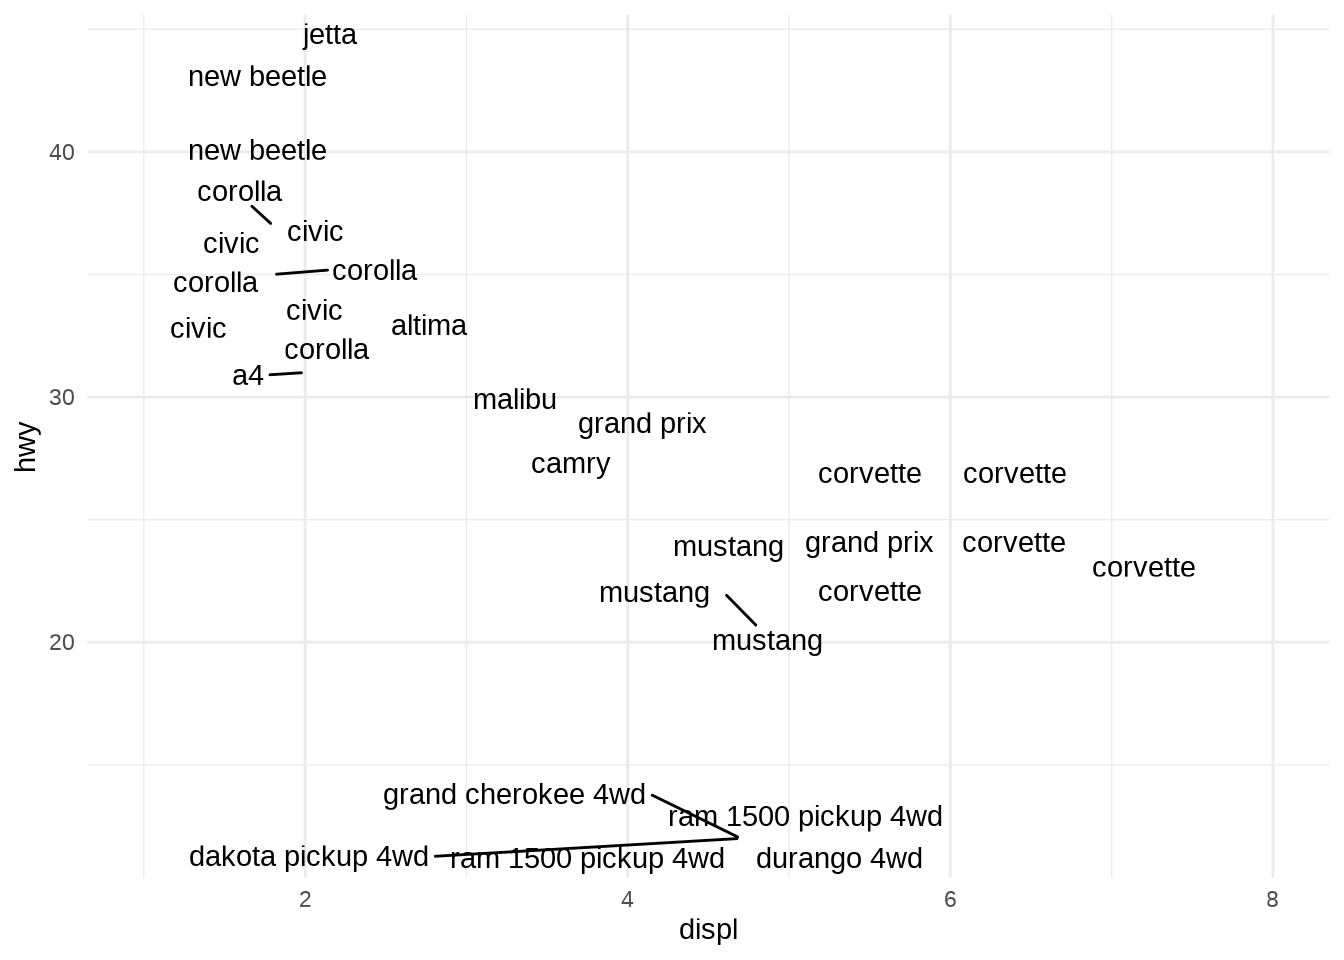 jetta
new beetle
40
new beetle
corolla
civic
civic
corolla
corolla
civic
civic
altima
corolla
a4
30
malibu
grand prix
camry
hwy
corvette
corvette
mustang
grand prix
corvette
corvette
mustang
corvette
20
mustang
grand cherokee 4wd
ram 1500 pickup 4wd
dakota pickup 4wd
ram 1500 pickup 4wd
durango 4wd
2
4
6
8
displ